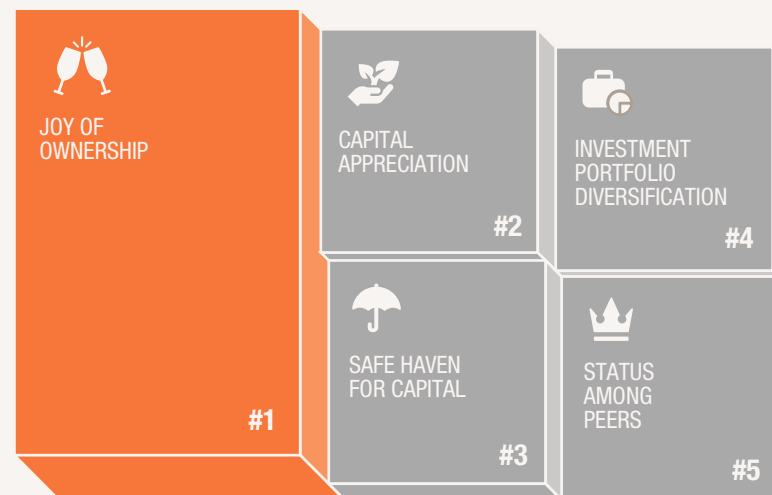 JOY OF
OWNERSHIP
#1
CAPITAL
APPRECIATION
#2
SAFE HAVEN
FOR CAPITAL
#3
INVESTMENT
PORTFOLIO
DIVERSIFICATION
#4
STATUS
AMONG
PEERS
#5